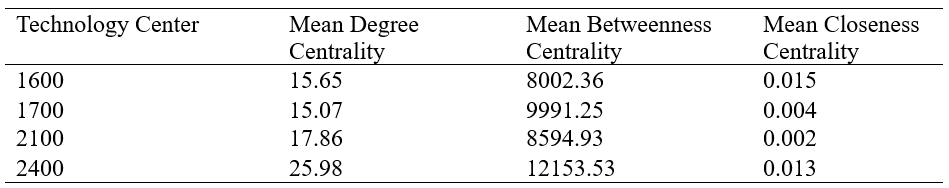 Technology Center Mean Degree Centrality Mean Betweenness Centrality Mean Closeness Centrality
1600 15.65 8002.36 0.015
1700 15.07 9991.25 0.004
2100 17.86 8594.93 0.002
2400 25.98 12153.53 0.013